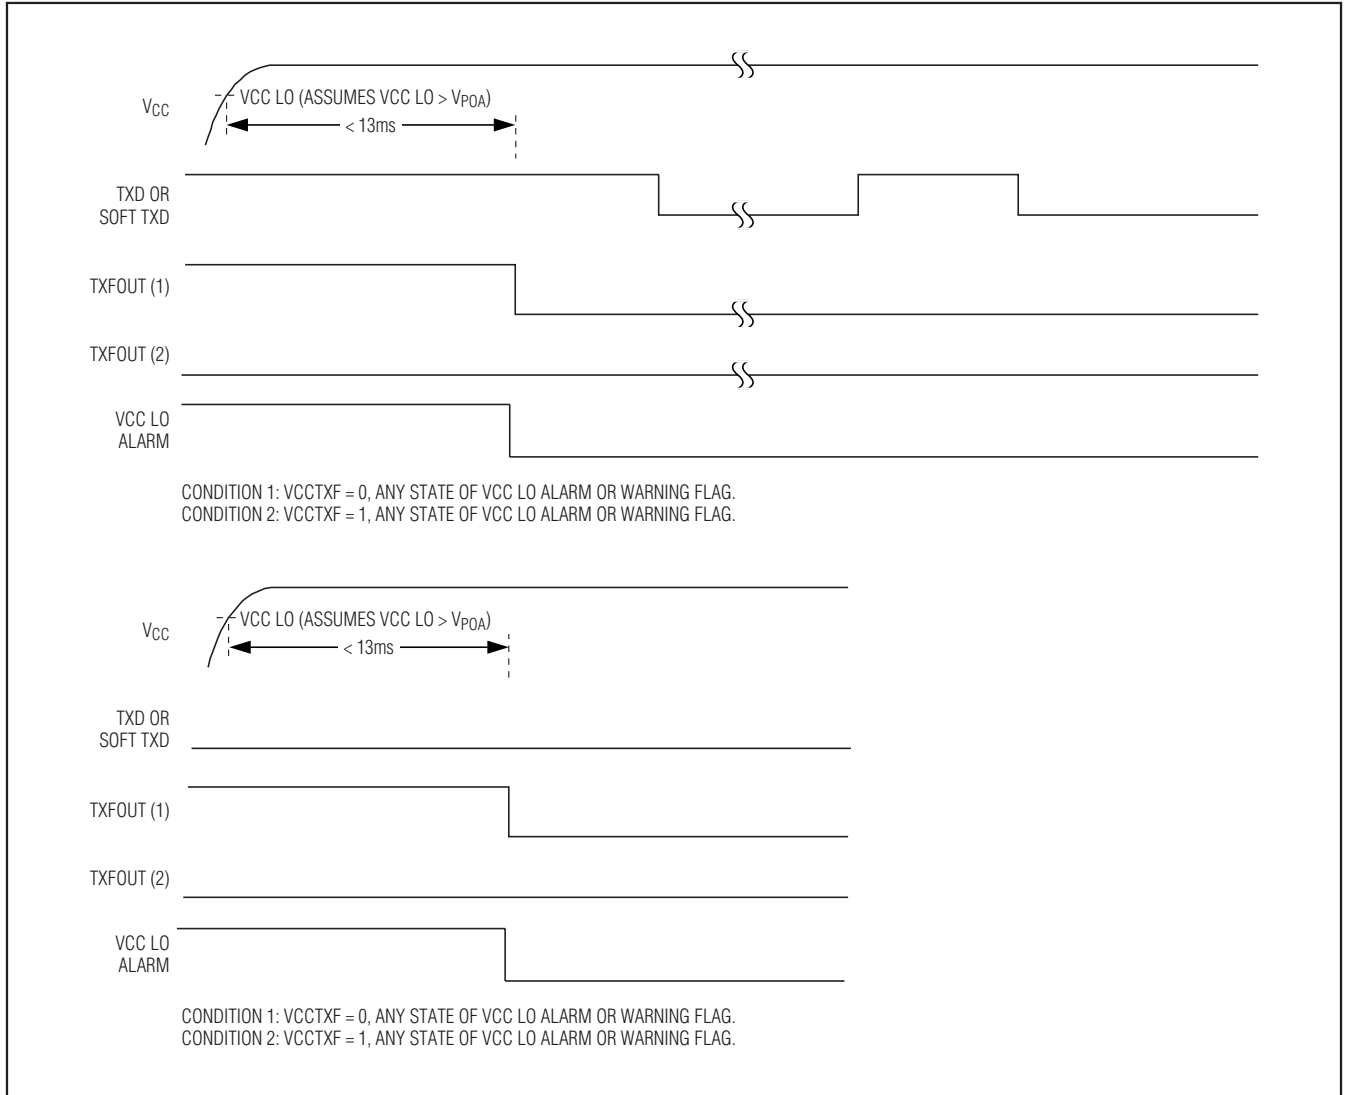 VCC
VCC LO (ASSUMES VCC LO > VPOA)
< 13ms
TXD OR
SOFT TXD
TXFOUT (1)
TXFOUT (2)
VCC LO
ALARM
CONDITION 1: VCCTXF = 0, ANY STATE OF VCC LO ALARM OR WARNING FLAG.
CONDITION 2: VCCTXF = 1, ANY STATE OF VCC LO ALARM OR WARNING FLAG.
VCC
VCC LO (ASSUMES VCC LO > VPOA)
< 13ms
TXD OR
SOFT TXD
TXFOUT (1)
TXFOUT (2)
VCC LO
ALARM
CONDITION 1: VCCTXF = 0, ANY STATE OF VCC LO ALARM OR WARNING FLAG.
CONDITION 2: VCCTXF = 1, ANY STATE OF VCC LO ALARM OR WARNING FLAG.